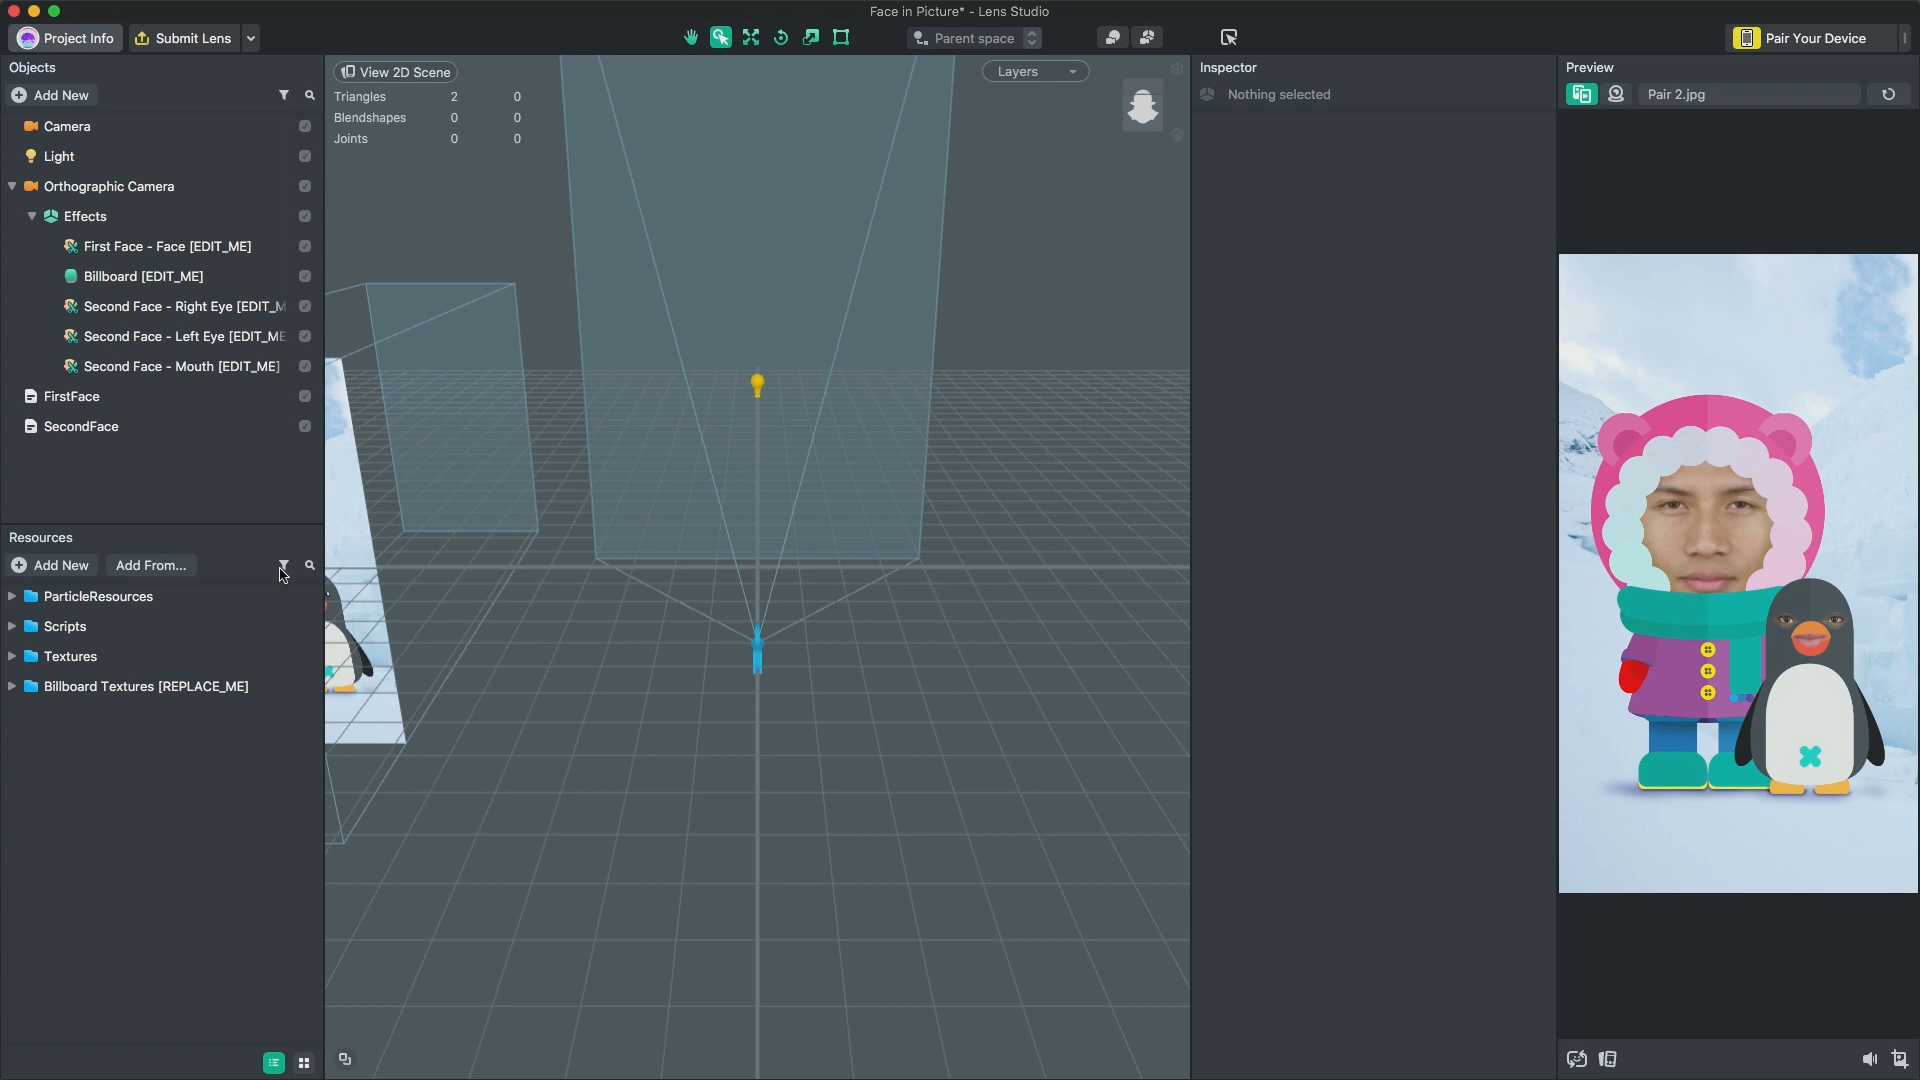 Face in Picture* - Lens Studio
Project Info
Submit Lens
Parent space
Pair Your Device
Objects
Add New
Camera
Light
Orthographic Camera
Effects
First Face - Face [EDIT_ME]
Billboard [EDIT_ME]
Second Face - Right Eye [EDIT_M
Second Face - Left Eye [EDIT_ME
Second Face - Mouth [EDIT_ME]
FirstFace
SecondFace
Resources
Add New
Add From...
ParticleResources
Scripts
Textures
Billboard Textures [REPLACE_ME]
View 2D Scene
Triangles 2 0
Blendshapes 0 0
Joints 0 0
Layers
Inspector
Nothing selected
Preview
Pair 2.jpg